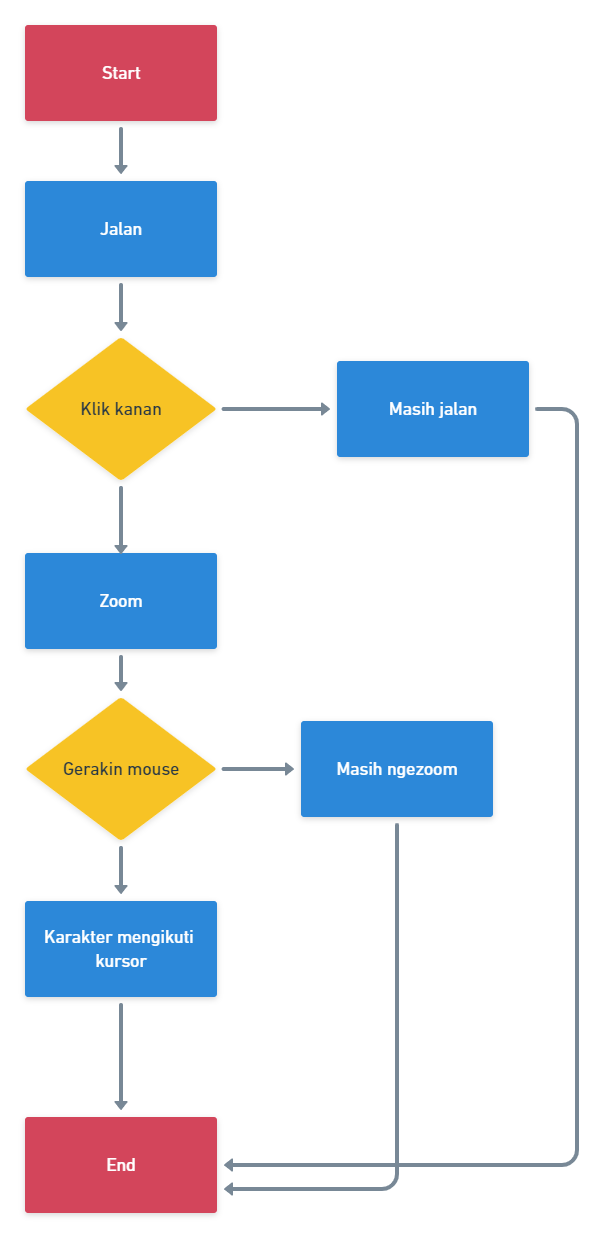 Start
Jalan
Klik kanan
Masih jalan
Zoom
Gerakin mouse
Masih ngezoom
Karakter mengikuti
kursor
End